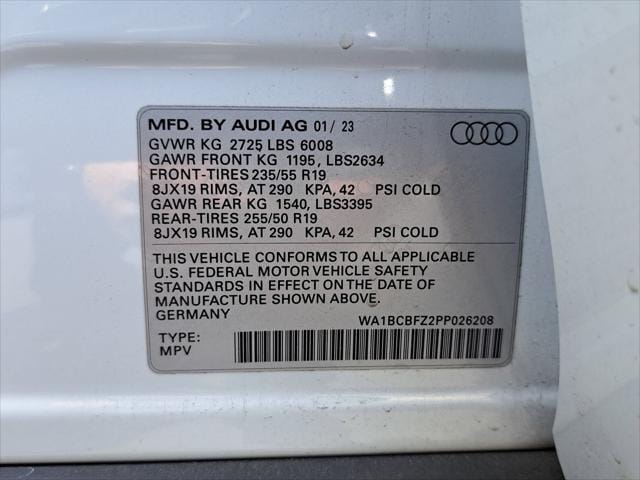 MFD. BY AUDI AG 01/ 23
GVWR KG 2725 LBS 6008
GAWR FRONT KG 1195, LBS2634
FRONT-TIRES 235/55 R19
8JX19 RIMS, AT 290 KPA, 42 PSI COLD
GAWR REAR KG 1540, LBS3395
REAR-TIRES 255/50 R19
8JX19 RIMS, AT 290 KPA, 42 PSI COLD
THIS VEHICLE CONFORMS TO ALL APPLICABLE
U.S. FEDERAL MOTOR VEHICLE SAFETY
STANDARDS IN EFFECT ON THE DATE OF
MANUFACTURE SHOWN ABOVE.
GERMANY
WA1BCBFZ2PP026208
TYPE:
MPV